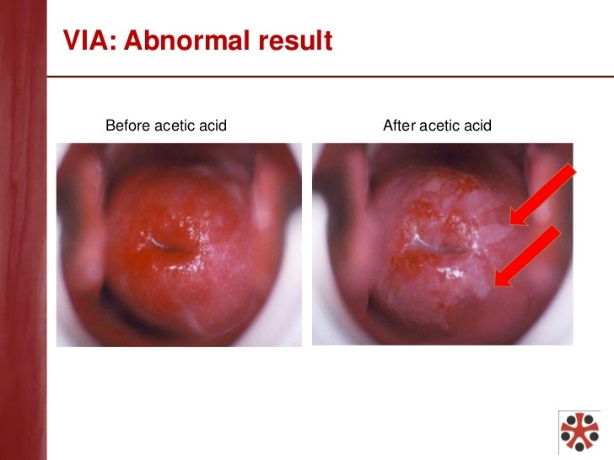 VIA: Abnormal result
Before acetic acid
After acetic acid